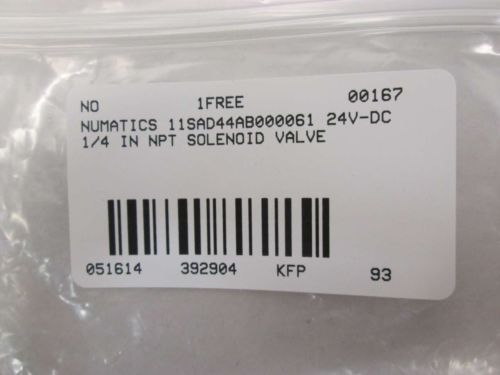 NO 1FREE 00167
NUMATICS 11SAD44AB000061 24V-DC
1/4 IN NPT SOLENOID VALVE
051614 392904 KFP 93